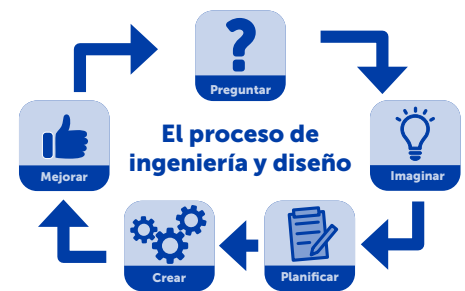 Preguntar
El proceso de
ingeniería y diseño
Mejorar
Imaginar
Crear
Planificar